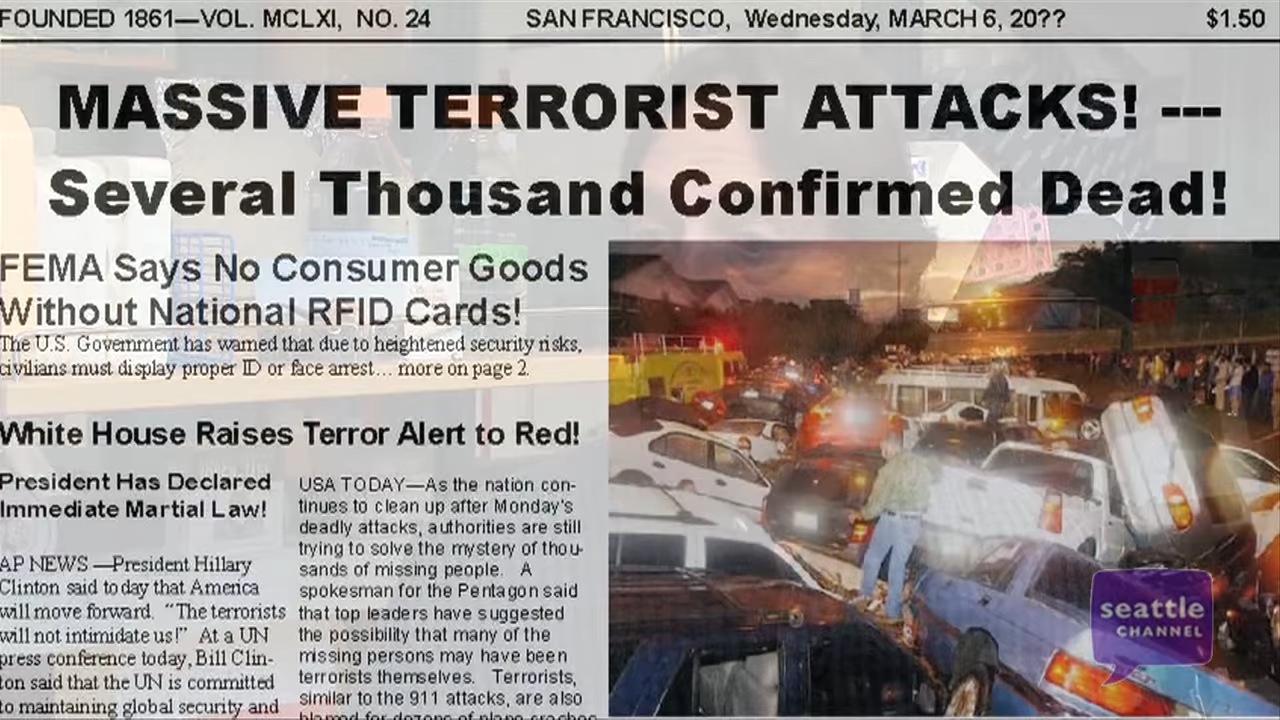 FOUNDED 1861—VOL. MCLXI, NO. 24 SAN FRANCISCO, Wednesday, MARCH 6, 20?? $1.50
MASSIVE TERRORIST ATTACKS! ---
Several Thousand Confirmed Dead!
FEMA Says No Consumer Goods
Without National RFID Cards!
The U.S. Government has warned that due to heightened security risks,
civilians must display proper ID or face arrest… more on page 2.
White House Raises Terror Alert to Red!
President Has Declared
Immediate Martial Law!
AP NEWS —President Hillary
Clinton said today that America
will move forward. “The terrorists
will not intimidate us!” At a UN
press conference today, Bill Clin-
ton said that the UN is committed
to maintaining global security and
USA TODAY—As the nation con-
tinues to clean up after Monday's
deadly attacks, authorities are still
trying to solve the mystery of thou-
sands of missing people. A
spokesman for the Pentagon said
that top leaders have suggested
the possibility that many of the
missing persons may have been
terrorists themselves. Terrorists,
similar to the 911 attacks, are also
blamed for dozens of plane crashes
seattle
CHANNEL